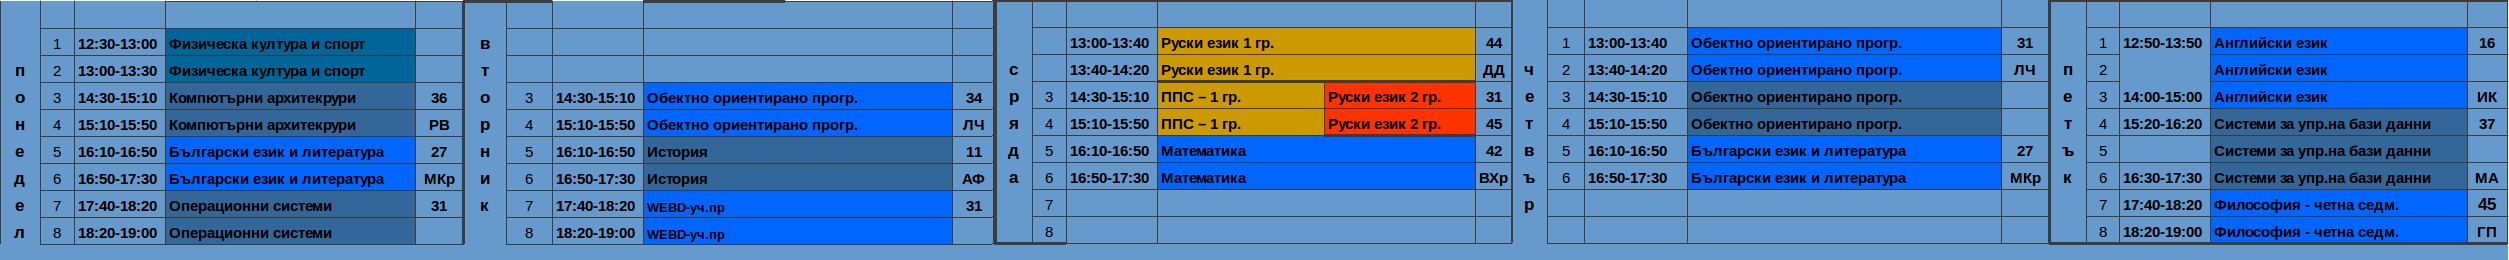 понедел
1 12:30-13:00 Физическа култура и спорт
2 13:00-13:30 Физическа култура и спорт
3 14:30-15:10 Компютърни архитекрури 36
4 15:10-15:50 Компютърни архитекрури РВ
5 16:10-16:50 Български език и литература 27
6 16:50-17:30 Български език и литература МКр
7 17:40-18:20 Операционни системи 31
8 18:20-19:00 Операционни системи
вторник
3 14:30-15:10 Обектно ориентирано прогр. 34
4 15:10-15:50 Обектно ориентирано прогр. ЛЧ
5 16:10-16:50 История 11
6 16:50-17:30 История АФ
7 17:40-18:20 WEBD-уч.пр 31
8 18:20-19:00 WEBD-уч.пр
сряда
13:00-13:40 Руски език 1 гр. 44
13:40-14:20 Руски език 1 гр. ДД
3 14:30-15:10 ППС – 1 гр. Руски език 2 гр. 31
4 15:10-15:50 ППС – 1 гр. Руски език 2 гр. 45
5 16:10-16:50 Математика 42
6 16:50-17:30 Математика ВХр
7
8
четвър
1 13:00-13:40 Обектно ориентирано прогр. 31
2 13:40-14:20 Обектно ориентирано прогр. ЛЧ
3 14:30-15:10 Обектно ориентирано прогр.
4 15:10-15:50 Обектно ориентирано прогр.
5 16:10-16:50 Български език и литература 27
6 16:50-17:30 Български език и литература МКр
петък
1 12:50-13:50 Английски език 16
2 Английски език
3 14:00-15:00 Английски език ИК
4 15:20-16:20 Системи за упр.на бази данни 37
5 Системи за упр.на бази данни
6 16:30-17:30 Системи за упр.на бази данни МА
7 17:40-18:20 Философия - четна седм. 45
8 18:20-19:00 Философия - четна седм. ГП